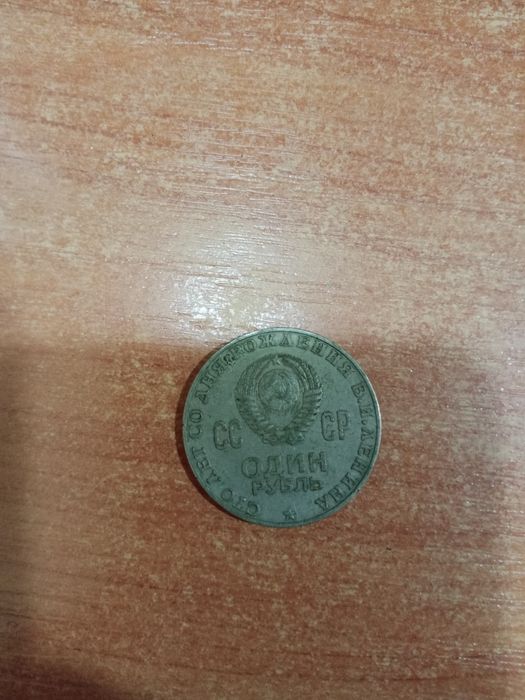 СТО ЛЕТ СО ДНЯ РОЖДЕНИЯ В.И.ЛЕНИНА
СС СР
ОДИН
РУБЛЬ